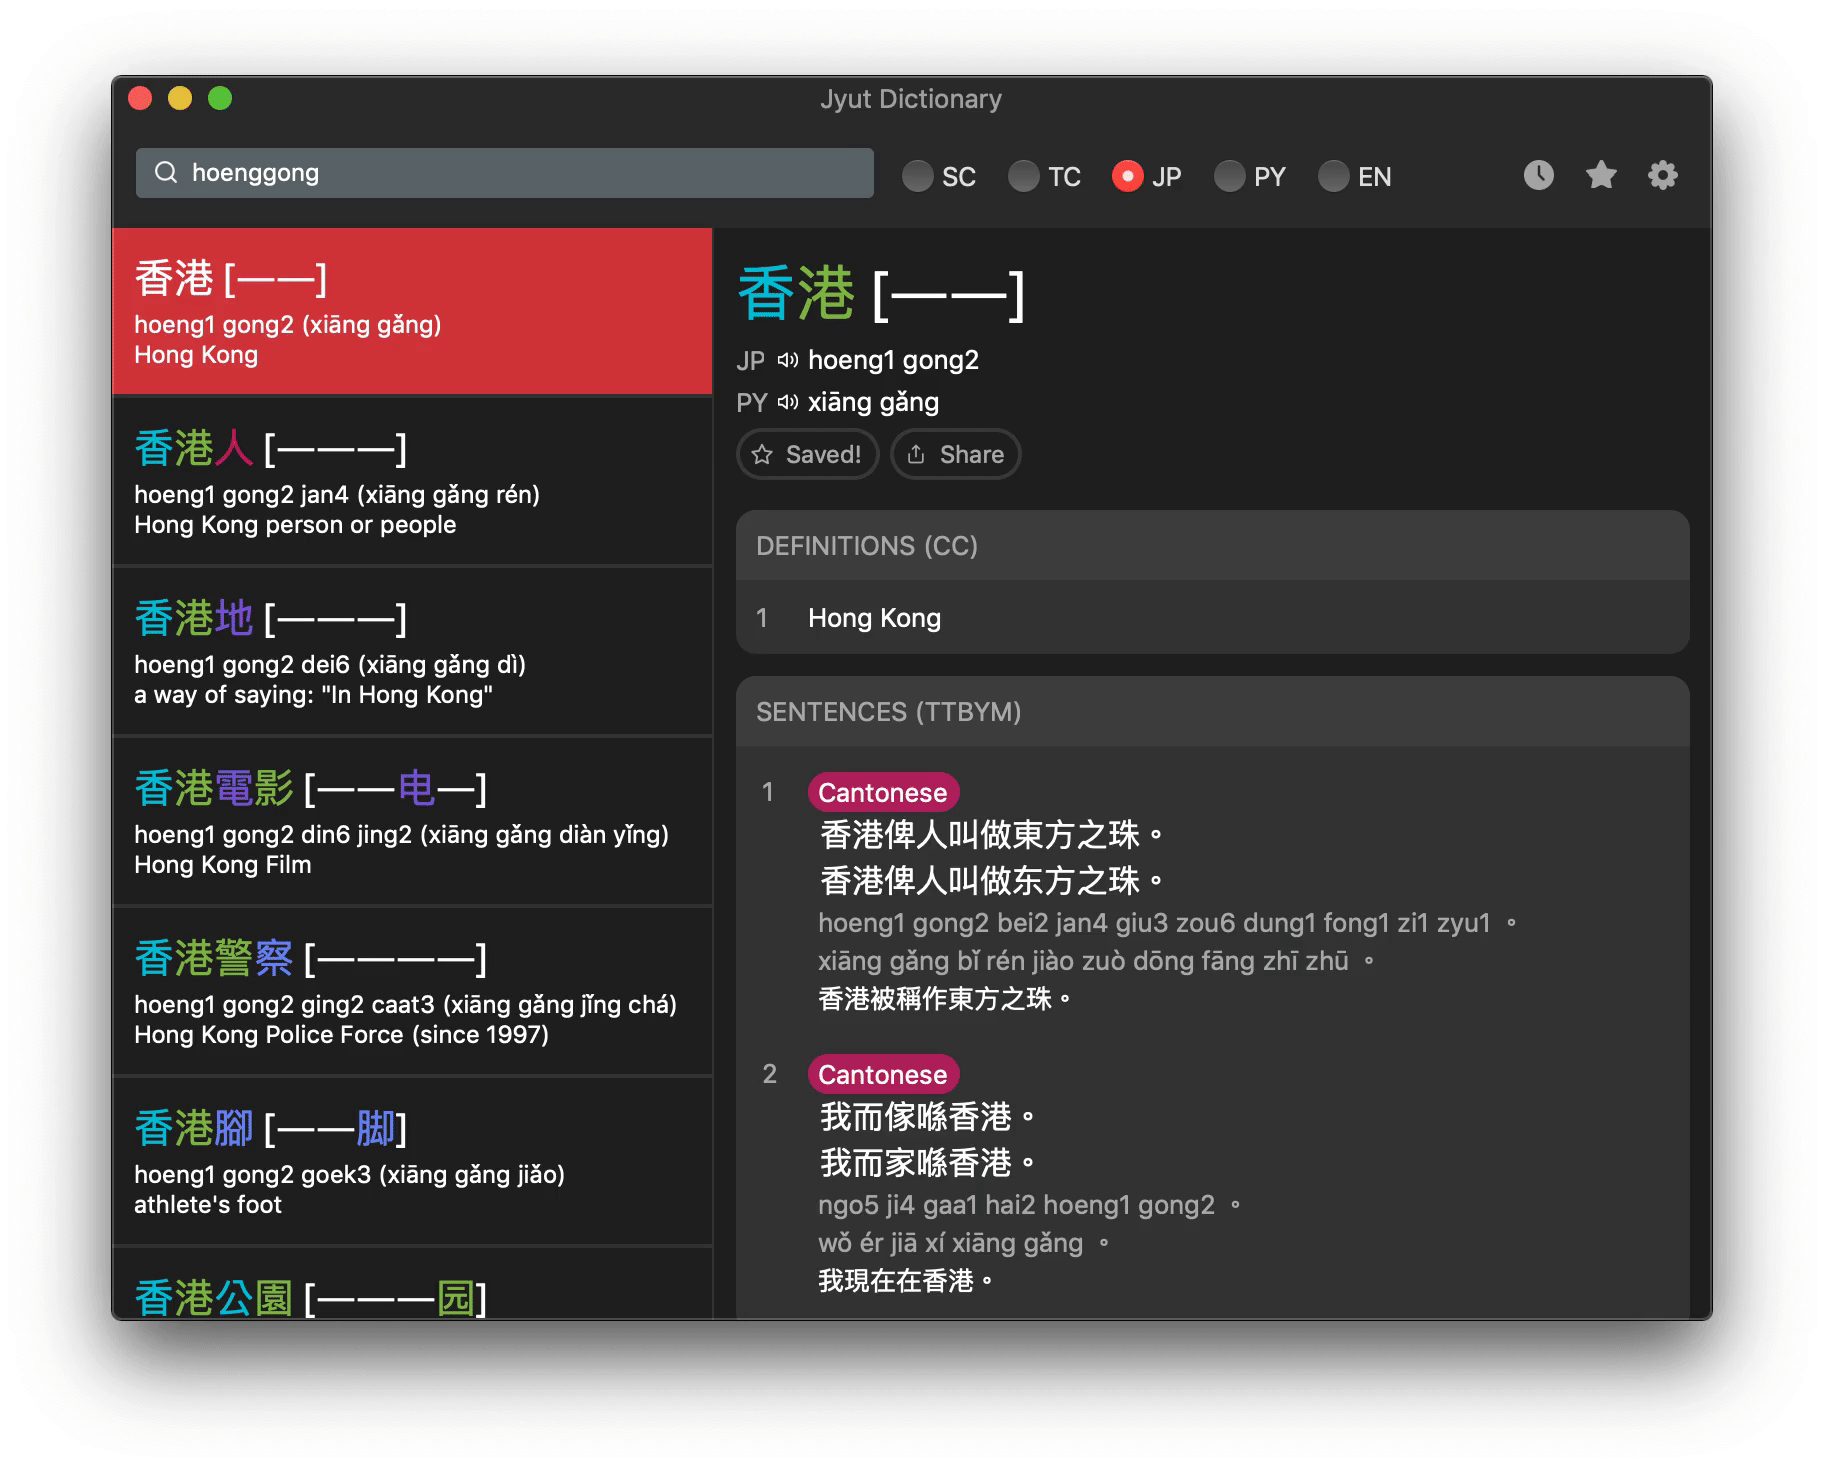 Jyut Dictionary
hoenggong
SC TC JP PY EN
香港 [——]
hoeng1 gong2 (xiāng gǎng)
Hong Kong
香港人 [———]
hoeng1 gong2 jan4 (xiāng gǎng rén)
Hong Kong person or people
香港地 [———]
hoeng1 gong2 dei6 (xiāng gǎng dì)
a way of saying: "In Hong Kong"
香港電影 [——电—]
hoeng1 gong2 din6 jing2 (xiāng gǎng diàn yǐng)
Hong Kong Film
香港警察 [————]
hoeng1 gong2 ging2 caat3 (xiāng gǎng jǐng chá)
Hong Kong Police Force (since 1997)
香港腳 [——脚]
hoeng1 gong2 goek3 (xiāng gǎng jiǎo)
athlete's foot
香港公園 [———园]
香港 [——]
JP hoeng1 gong2
PY xiāng gǎng
Saved! Share
DEFINITIONS (CC)
1 Hong Kong
SENTENCES (TTBYM)
1 Cantonese
香港俾人叫做東方之珠。
香港俾人叫做东方之珠。
hoeng1 gong2 bei2 jan4 giu3 zou6 dung1 fong1 zi1 zyu1 。
xiāng gǎng bǐ rén jiào zuò dōng fāng zhī zhū 。
香港被稱作東方之珠。
2 Cantonese
我而傢喺香港。
我而家喺香港。
ngo5 ji4 gaa1 hai2 hoeng1 gong2 。
wǒ ér jiā xí xiāng gǎng 。
我現在在香港。